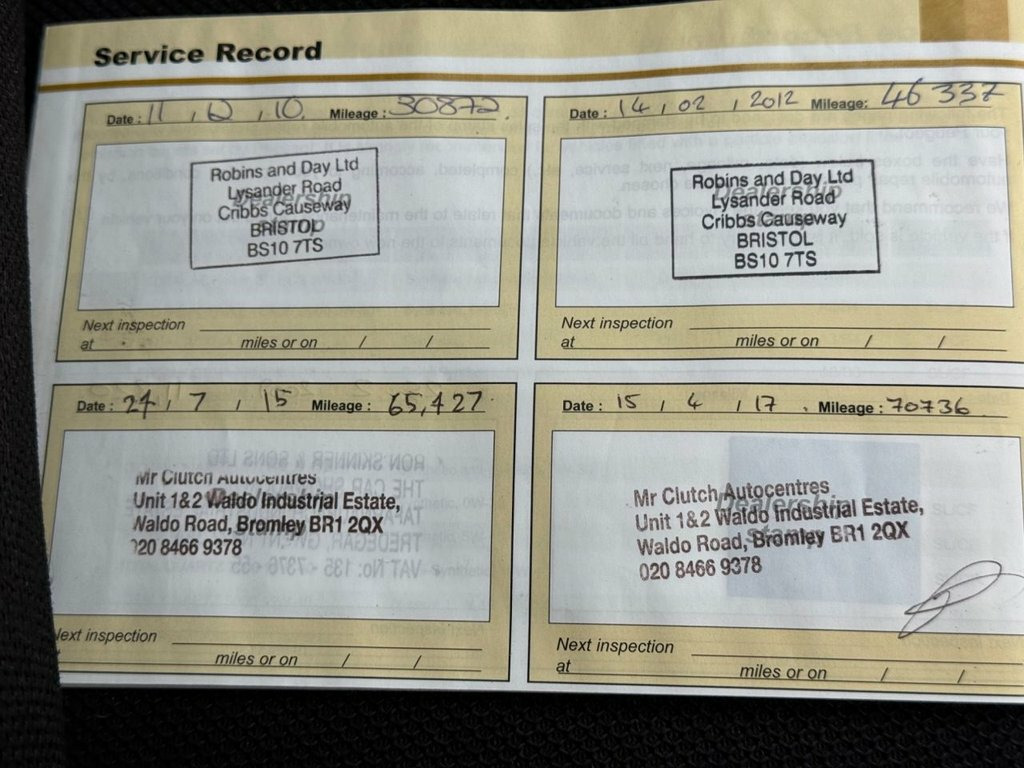 Service Record
Date : 11 , 12 , 10. Mileage : 30872.
Robins and Day Ltd
Lysander Road
Cribbs Causeway
BRISTOL
BS10 7TS
Next inspection
at miles or on / /
Date : 14 , 02 , 2012 Mileage: 46337
Robins and Day Ltd
Lysander Road
Cribbs Causeway
BRISTOL
BS10 7TS
Dealership
Next inspection
at miles or on / /
Date : 24 , 7 , 15 Mileage : 65,427
Mr Clutch Autocentres
Unit 1&2 Waldo Industrial Estate,
Waldo Road, Bromley BR1 2QX
020 8466 9378
Next inspection
miles or on / /
Date : 15 , 4 , 17 . Mileage : 70736
Mr Clutch Autocentres
Unit 1&2 Waldo Industrial Estate,
Waldo Road, Bromley BR1 2QX
020 8466 9378
Dealership
stamp
Next inspection
at miles or on / /